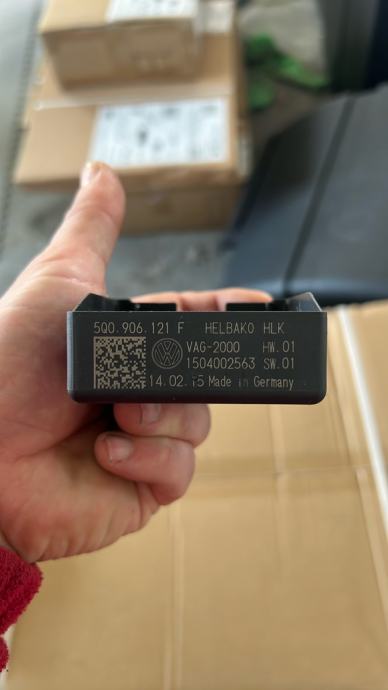 5Q0.906.121 F HELBAKO HLK
VAG-2000 HW.01
1504002563 SW.01
14.02.15 Made in Germany